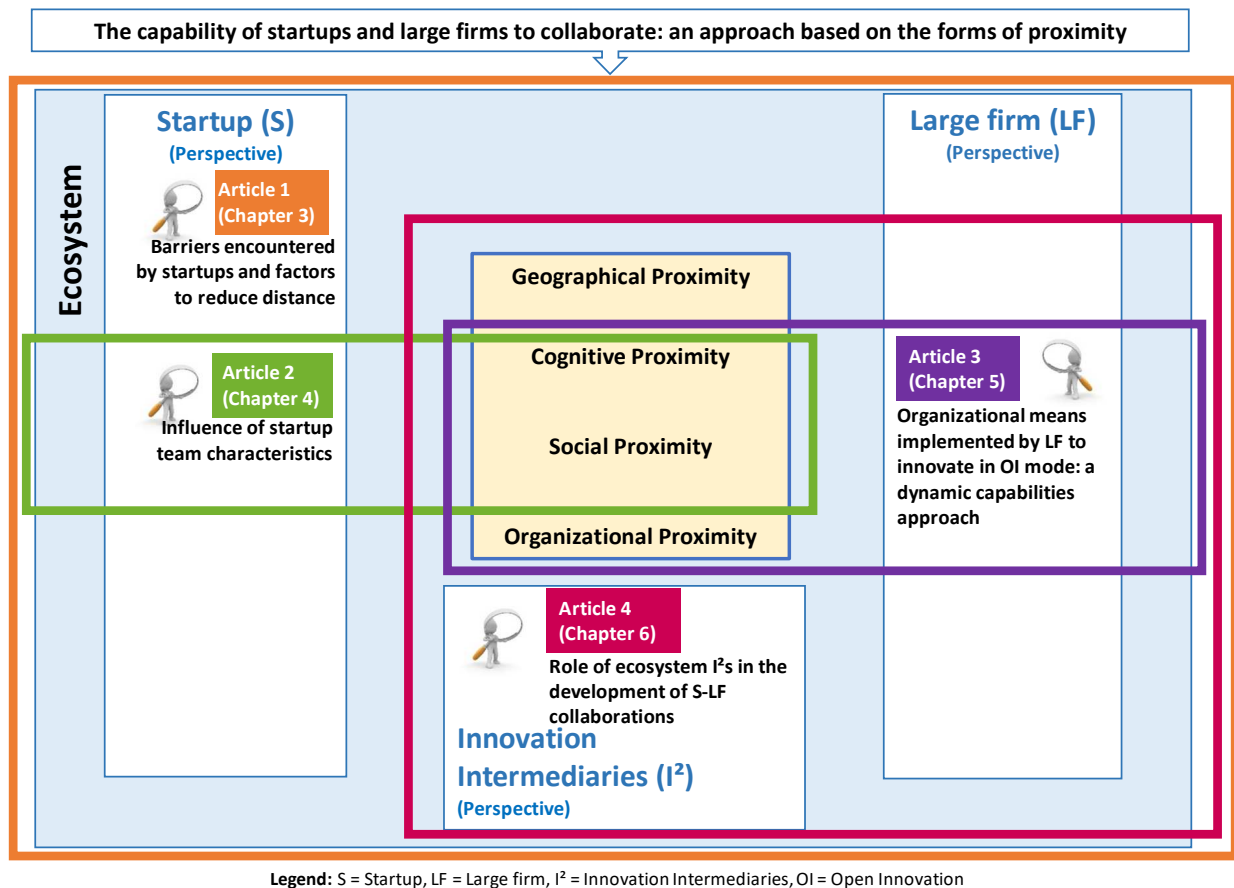 The capability of startups and large firms to collaborate: an approach based on the forms of proximity
Ecosystem
Startup (S)
(Perspective)
Article 1
(Chapter 3)
Barriers encountered
by startups and factors
to reduce distance
Article 2
(Chapter 4)
Influence of startup
team characteristics
Geographical Proximity
Cognitive Proximity
Social Proximity
Organizational Proximity
Large firm (LF)
(Perspective)
Article 3
(Chapter 5)
Organizational means
implemented by LF to
innovate in OI mode: a
dynamic capabilities
approach
Article 4
(Chapter 6)
Role of ecosystem I²s in the
development of S-LF
collaborations
Innovation
Intermediaries (I²)
(Perspective)
Legend: S = Startup, LF = Large firm, I² = Innovation Intermediaries, OI = Open Innovation